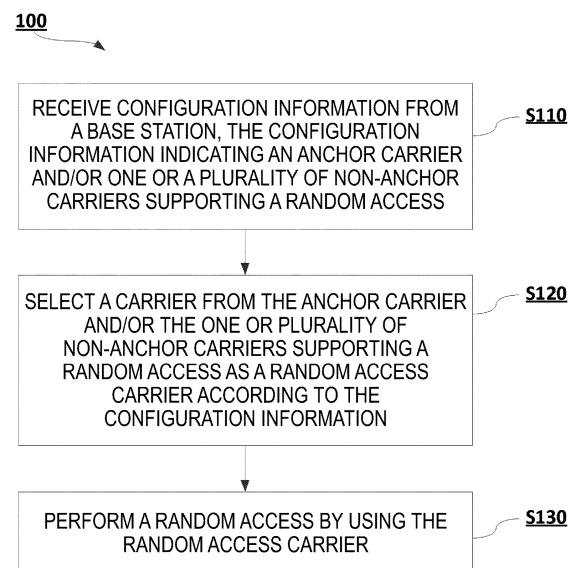 100
RECEIVE CONFIGURATION INFORMATION FROM
A BASE STATION, THE CONFIGURATION
INFORMATION INDICATING AN ANCHOR CARRIER
AND/OR ONE OR A PLURALITY OF NON-ANCHOR
CARRIERS SUPPORTING A RANDOM ACCESS
S110
SELECT A CARRIER FROM THE ANCHOR CARRIER
AND/OR THE ONE OR PLURALITY OF
NON-ANCHOR CARRIERS SUPPORTING A
RANDOM ACCESS AS A RANDOM ACCESS
CARRIER ACCORDING TO THE
CONFIGURATION INFORMATION
S120
PERFORM A RANDOM ACCESS BY USING THE
RANDOM ACCESS CARRIER
S130